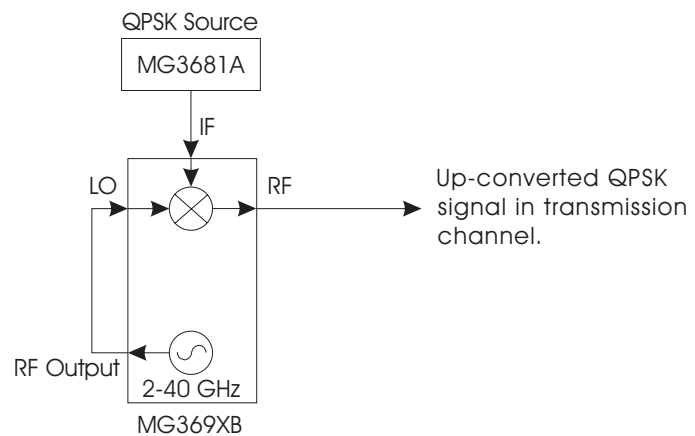 QPSK Source
MG3681A
IF
LO
RF
Up-converted QPSK
signal in transmission
channel.
RF Output
2-40 GHz
MG369XB